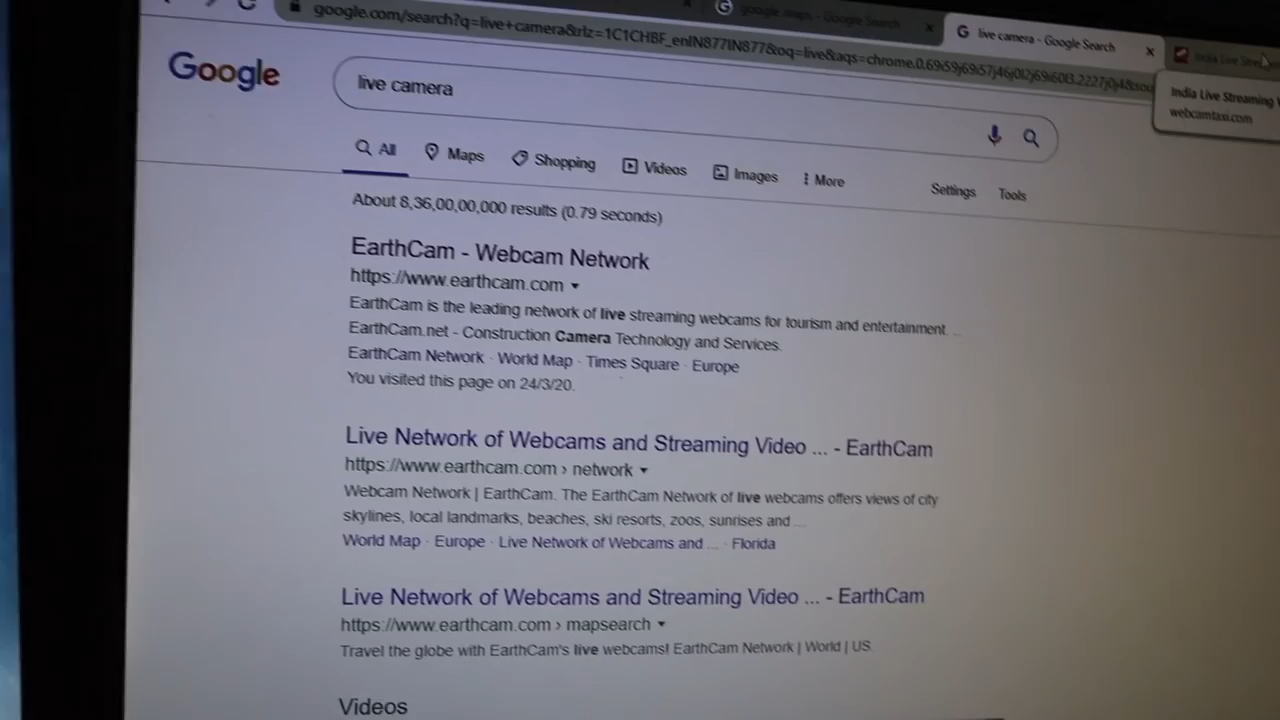 google maps - Google Search
live camera - Google Search
India Live Stre
google.com/search?q=live+camera&rlz=1C1CHBF_enIN877IN877&oq=live&aqs=chrome.0.69i59j69i57j46j0l2j69i60l3.2227j0j4&sou
India Live Streaming
webcamtaxi.com
Google
live camera
All Maps Shopping Videos Images More Settings Tools
About 8,36,00,00,000 results (0.79 seconds)
EarthCam - Webcam Network
https://www.earthcam.com
EarthCam is the leading network of live streaming webcams for tourism and entertainment. ...
EarthCam.net - Construction Camera Technology and Services.
EarthCam Network · World Map · Times Square · Europe
You visited this page on 24/3/20.
Live Network of Webcams and Streaming Video ... - EarthCam
https://www.earthcam.com › network
Webcam Network | EarthCam. The EarthCam Network of live webcams offers views of city
skylines, local landmarks, beaches, ski resorts, zoos, sunrises and ...
World Map · Europe · Live Network of Webcams and ... · Florida
Live Network of Webcams and Streaming Video ... - EarthCam
https://www.earthcam.com › mapsearch
Travel the globe with EarthCam's live webcams! EarthCam Network | World | US.
Videos